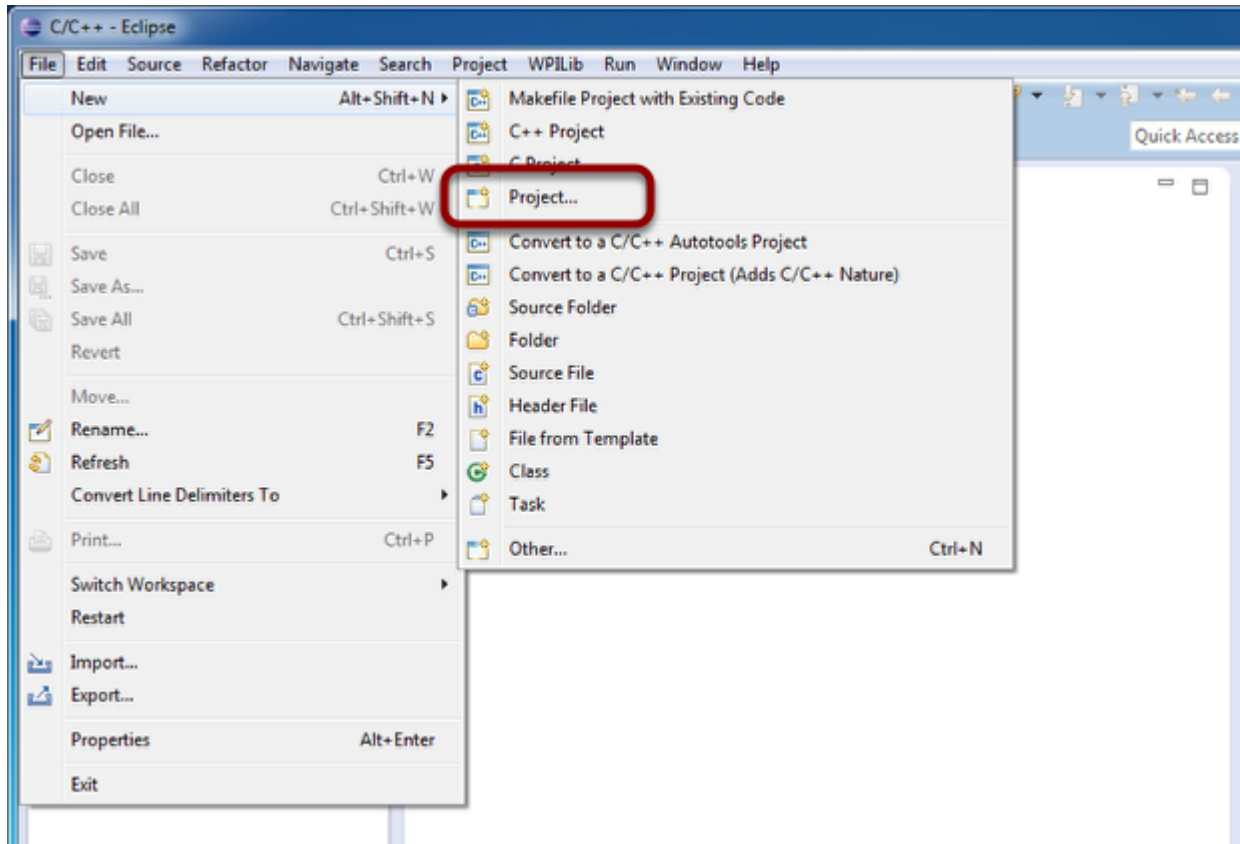 C/C++ - Eclipse
File Edit Source Refactor Navigate Search Project WPILib Run Window Help
New Alt+Shift+N
Open File...
Close Ctrl+W
Close All Ctrl+Shift+W
Save Ctrl+S
Save As...
Save All Ctrl+Shift+S
Revert
Move...
Rename... F2
Refresh F5
Convert Line Delimiters To
Print... Ctrl+P
Switch Workspace
Restart
Import...
Export...
Properties Alt+Enter
Exit
Makefile Project with Existing Code
C++ Project
C Project
Project...
Convert to a C/C++ Autotools Project
Convert to a C/C++ Project (Adds C/C++ Nature)
Source Folder
Folder
Source File
Header File
File from Template
Class
Task
Other... Ctrl+N
Quick Access